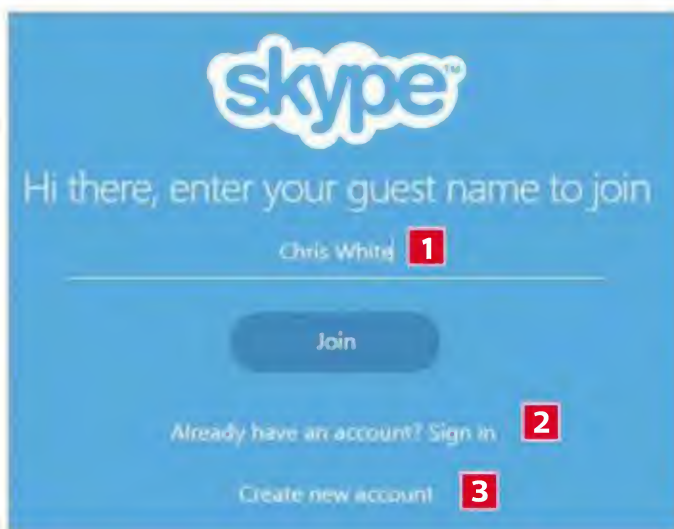 skype™
Hi there, enter your guest name to join
Chris White 1
Join
Already have an account? Sign in 2
Create new account 3